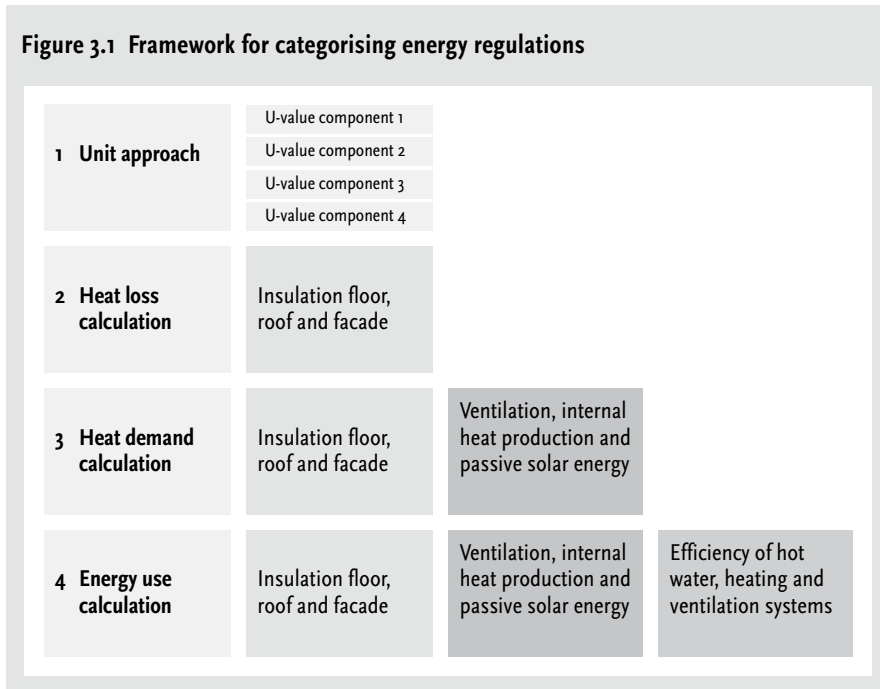 Figure 3.1 Framework for categorising energy regulations
1 Unit approach
U-value component 1
U-value component 2
U-value component 3
U-value component 4
2 Heat loss
calculation
Insulation floor,
roof and facade
3 Heat demand
calculation
Insulation floor,
roof and facade
Ventilation, internal
heat production and
passive solar energy
4 Energy use
calculation
Insulation floor,
roof and facade
Ventilation, internal
heat production and
passive solar energy
Efficiency of hot
water, heating and
ventilation systems